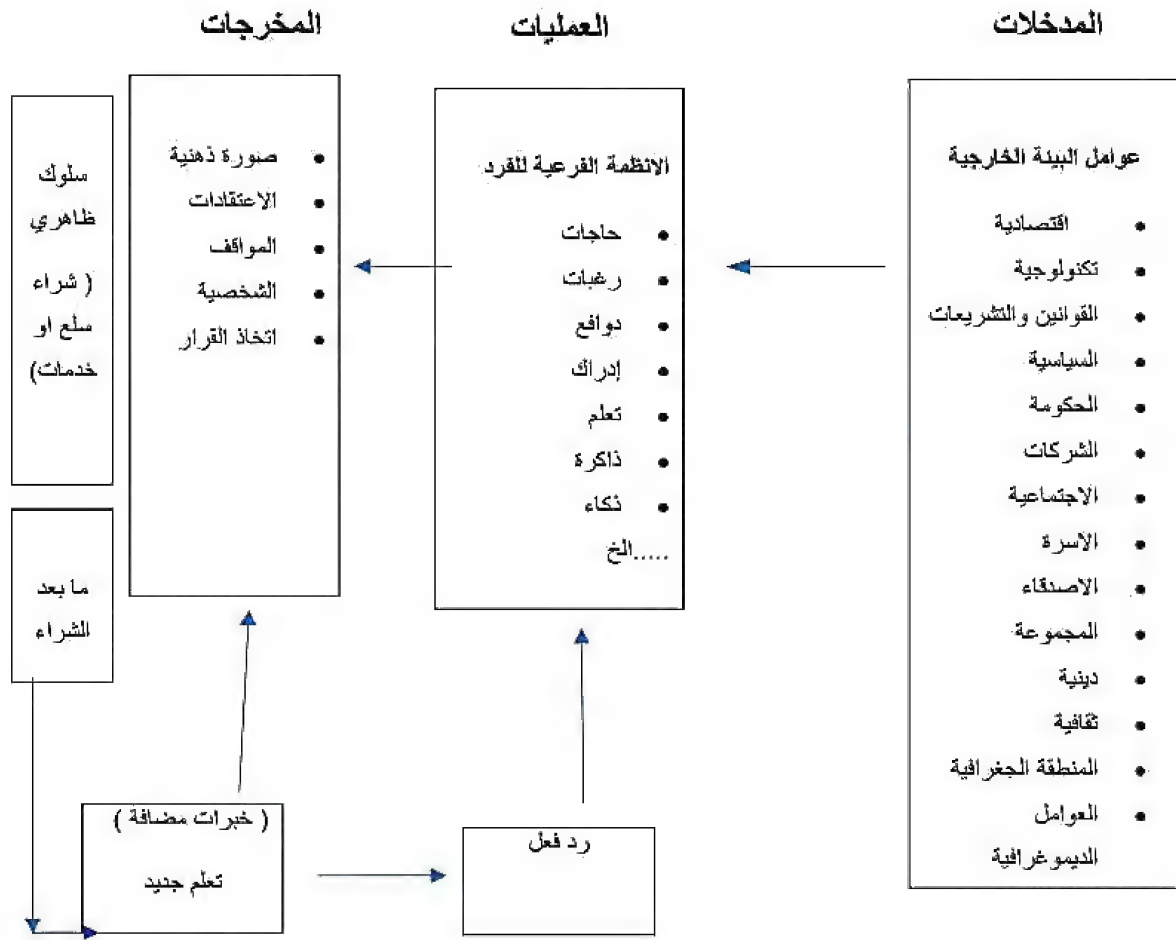 المدخلات
العمليات
المخرجات
عوامل البيئة الخارجية
• اقتصادية
• تكنولوجية
• القوانين والتشريعات
• السياسية
• الحكومة
• الشركات
• الاجتماعية
• الاسرة
• الاصدقاء
• المجموعة
• دينية
• ثقافية
• المنطقة الجغرافية
• العوامل
الديموغرافية
الانظمة الفرعية للفرد
• حاجات
• رغبات
• دوافع
• إدراك
• تعلم
• ذاكرة
• ذكاء
.....الخ
• صورة ذهنية
• الاعتقادات
• المواقف
• الشخصية
• اتخاذ القرار
سلوك
ظاهري
( شراء
سلع او
خدمات)
ما بعد
الشراء
( خبرات مضافة )
تعلم جديد
رد فعل